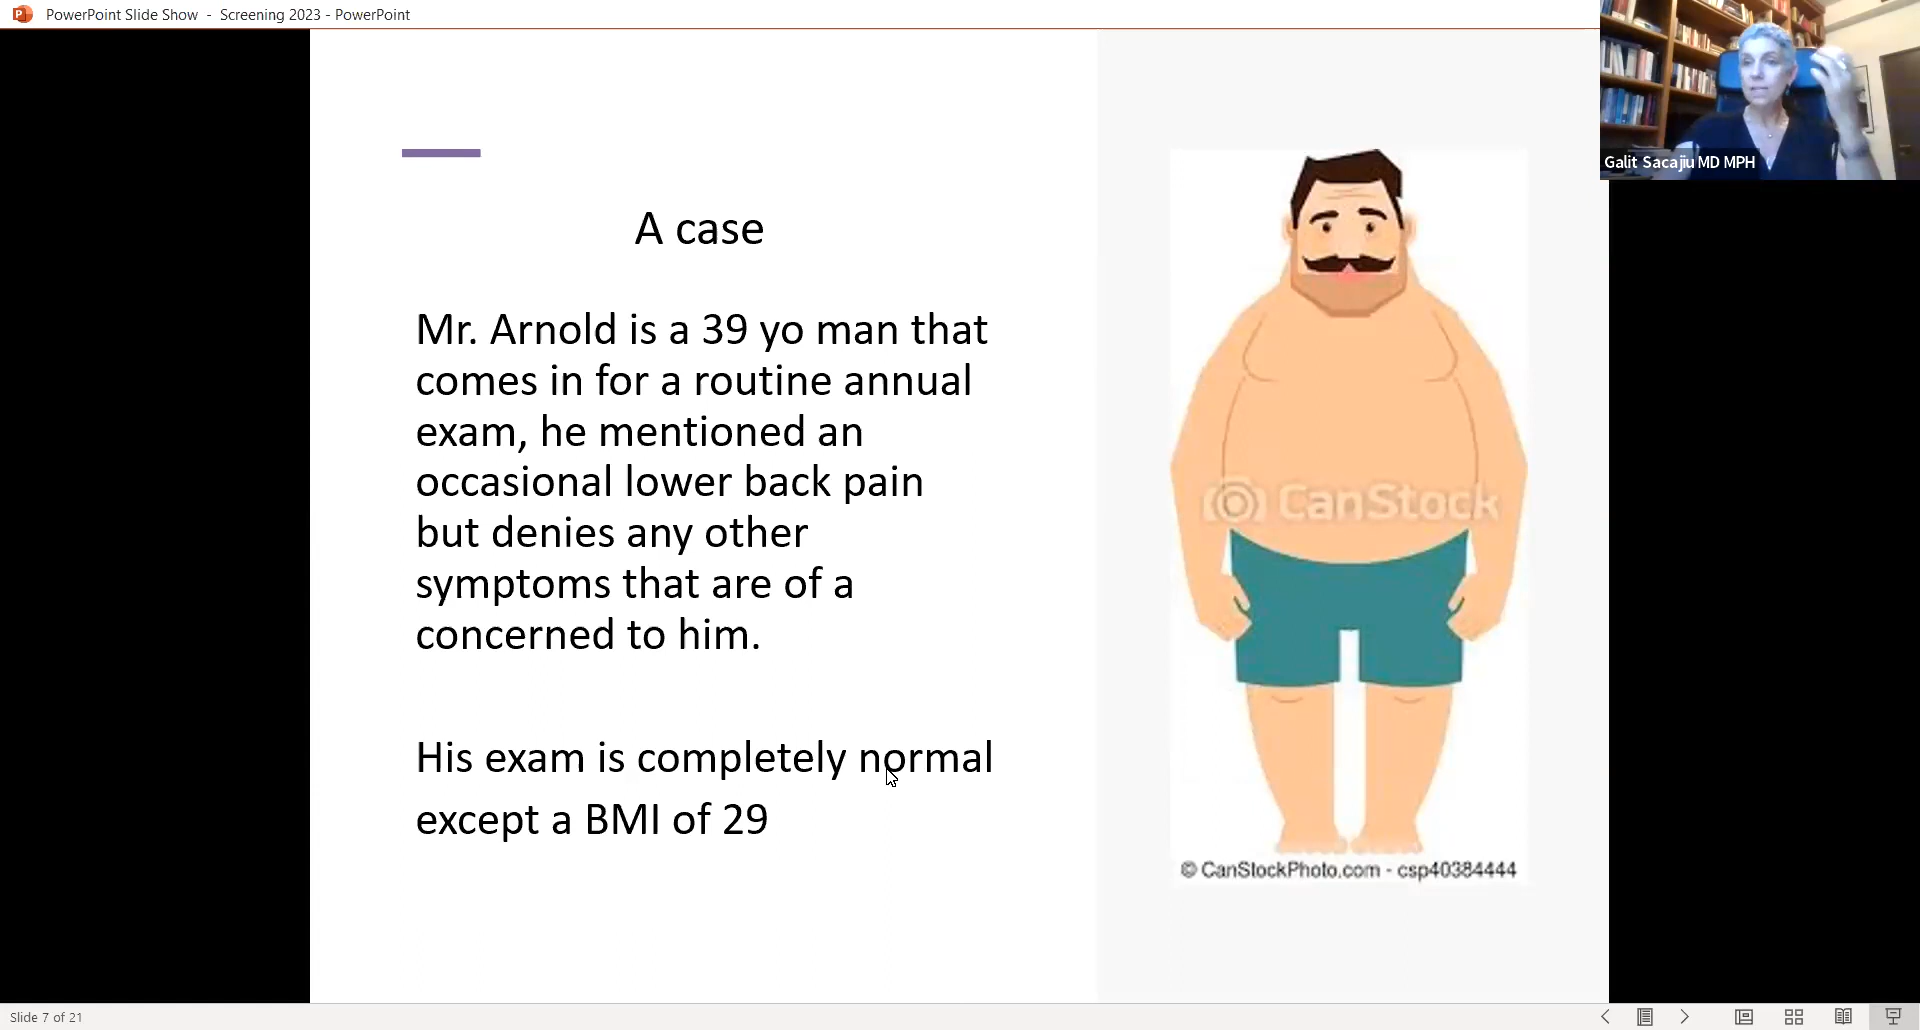 PowerPoint Slide Show - Screening 2023 - PowerPoint
Galit Sacajiu MD MPH
A case
Mr. Arnold is a 39 yo man that
comes in for a routine annual
exam, he mentioned an
occasional lower back pain
but denies any other
symptoms that are of a
concerned to him.
His exam is completely normal
except a BMI of 29
CanStock
© CanStockPhoto.com - csp40384444
Slide 7 of 21